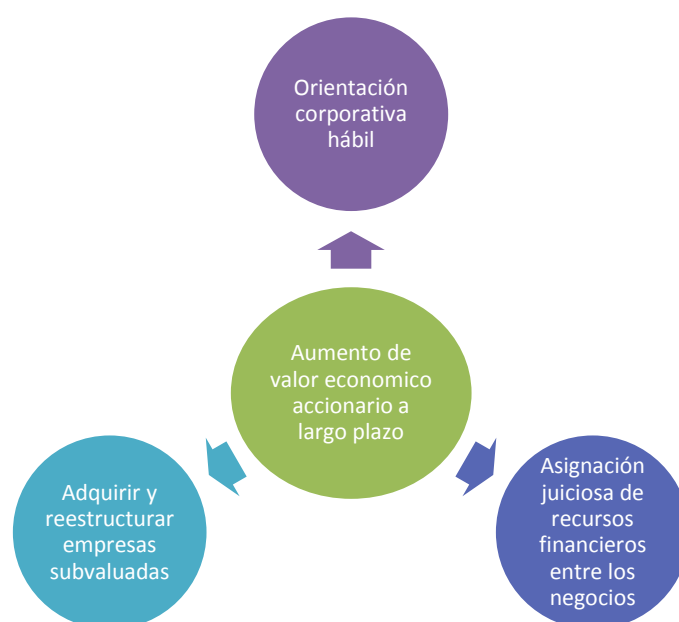 Orientación
corporativa
hábil
Aumento de
valor economico
accionario a
largo plazo
Adquirir y
reestructurar
empresas
subvaluadas
Asignación
juiciosa de
recursos
financieros
entre los
negocios